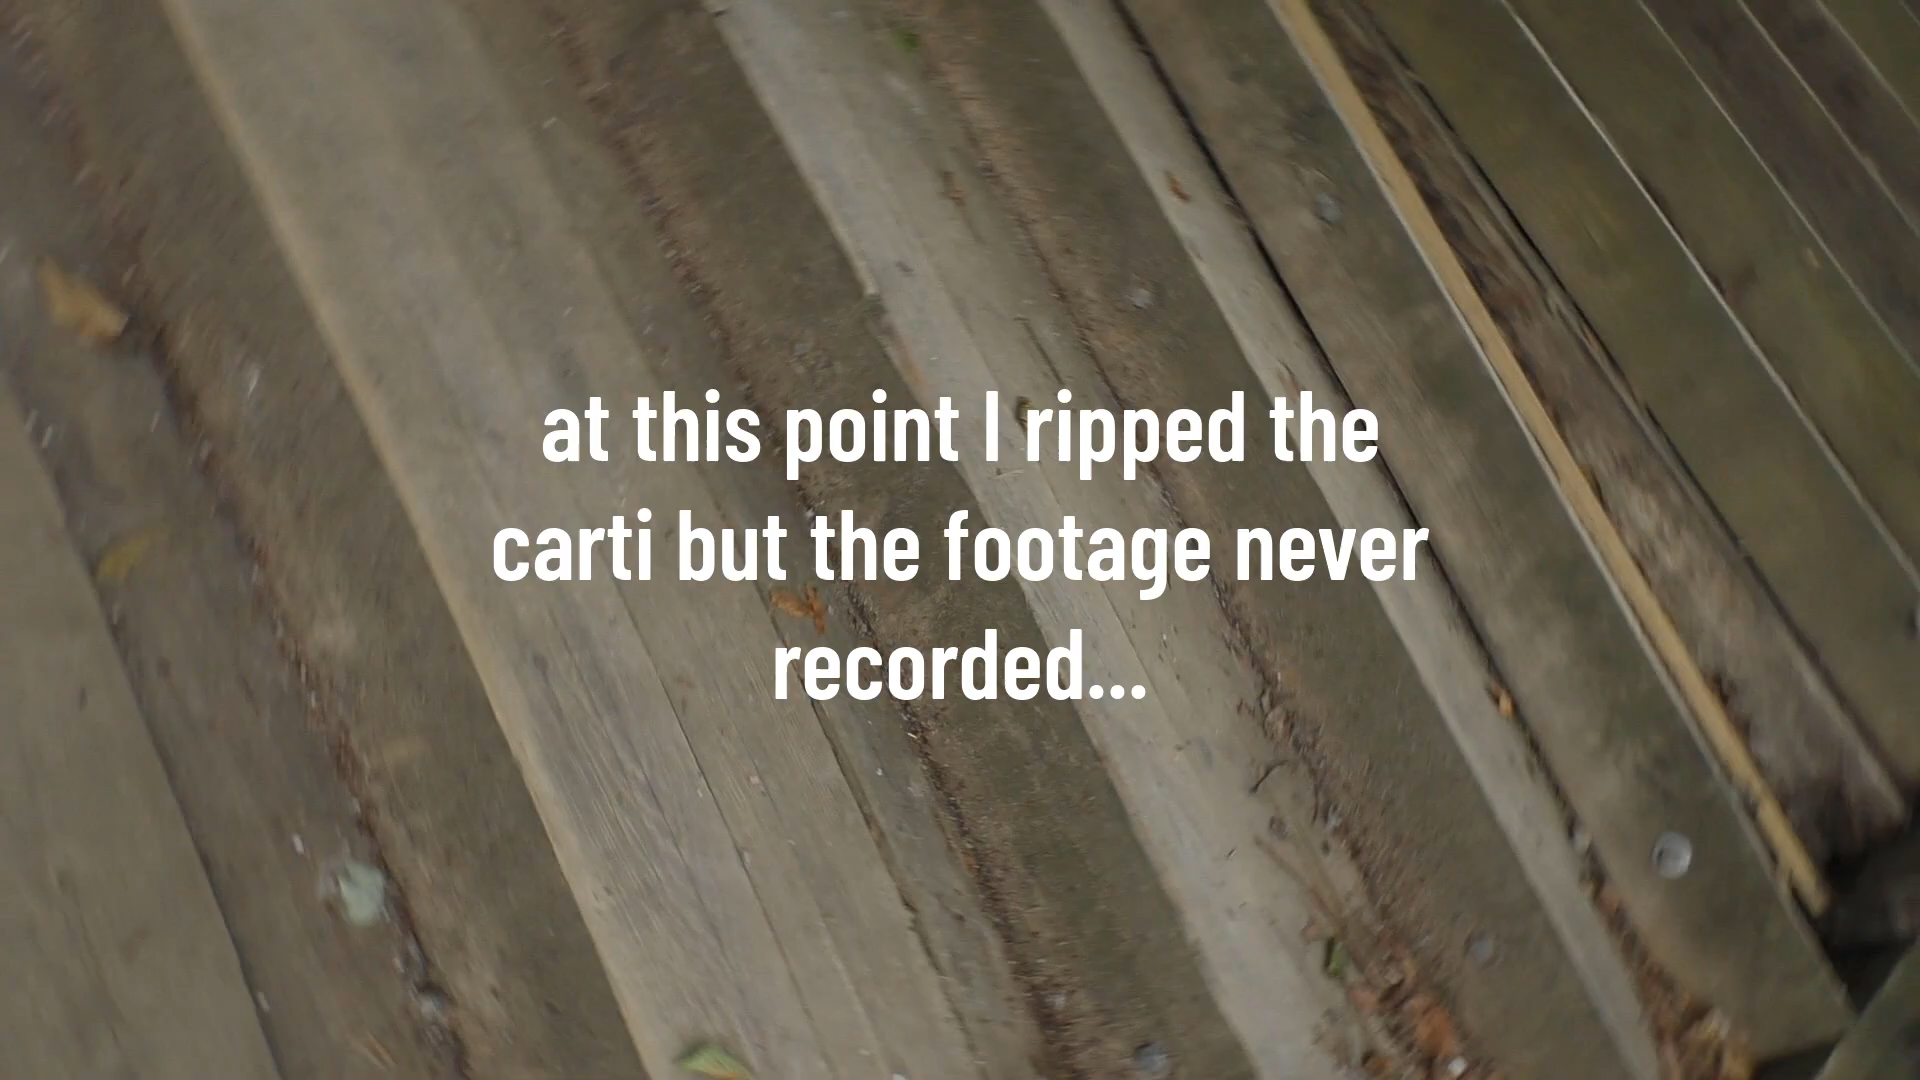 at this point I ripped the
carti but the footage never
recorded...